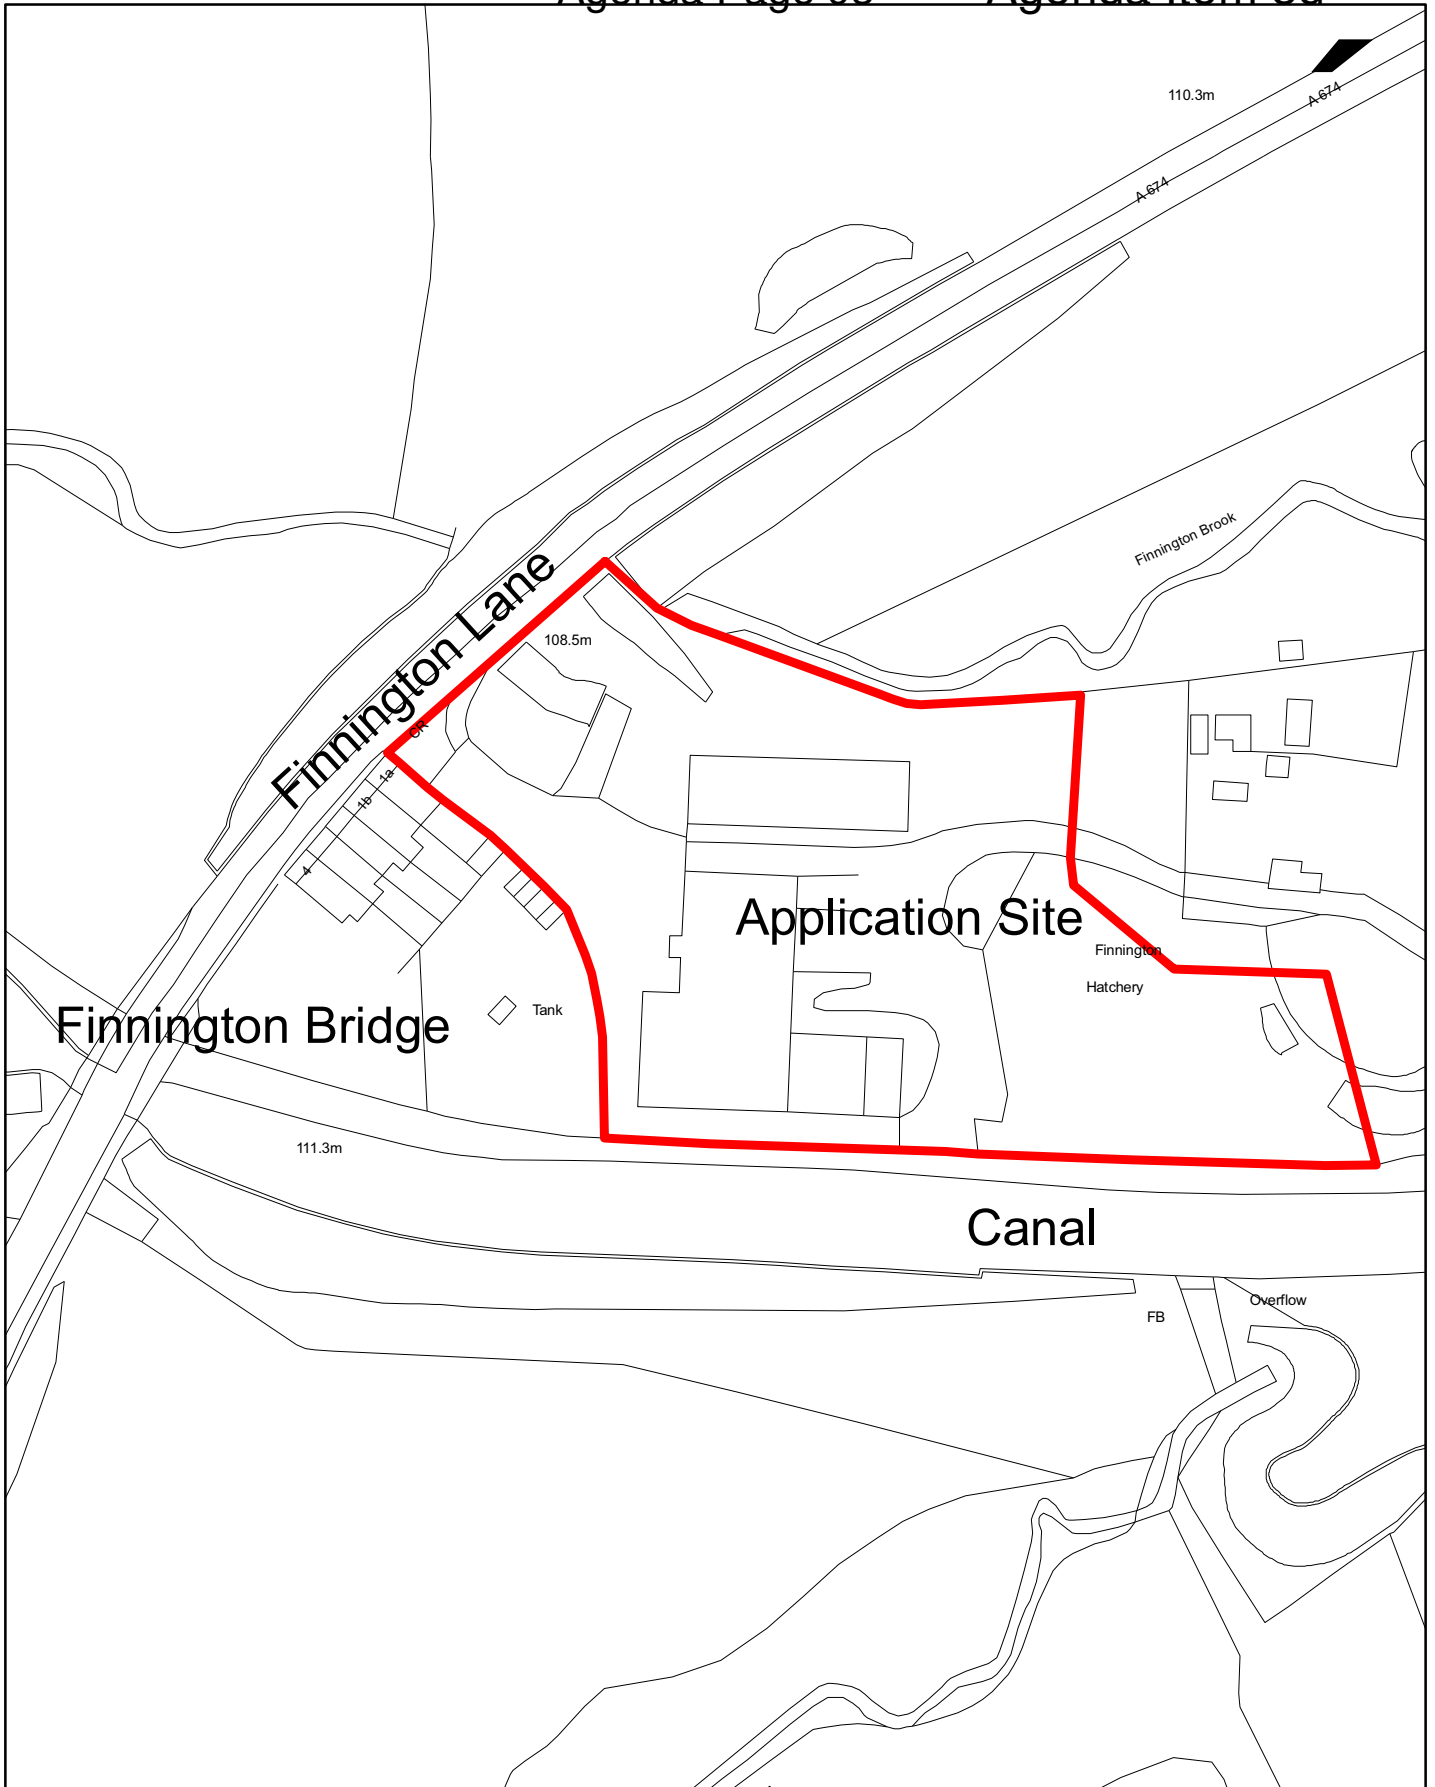 110.3m
A 674
A 674
Finnington Brook
Finnington Lane
108.5m
CR
1a
1b
4
Application Site
Finnington
Hatchery
Finnington Bridge
Tank
111.3m
Canal
Overflow
FB